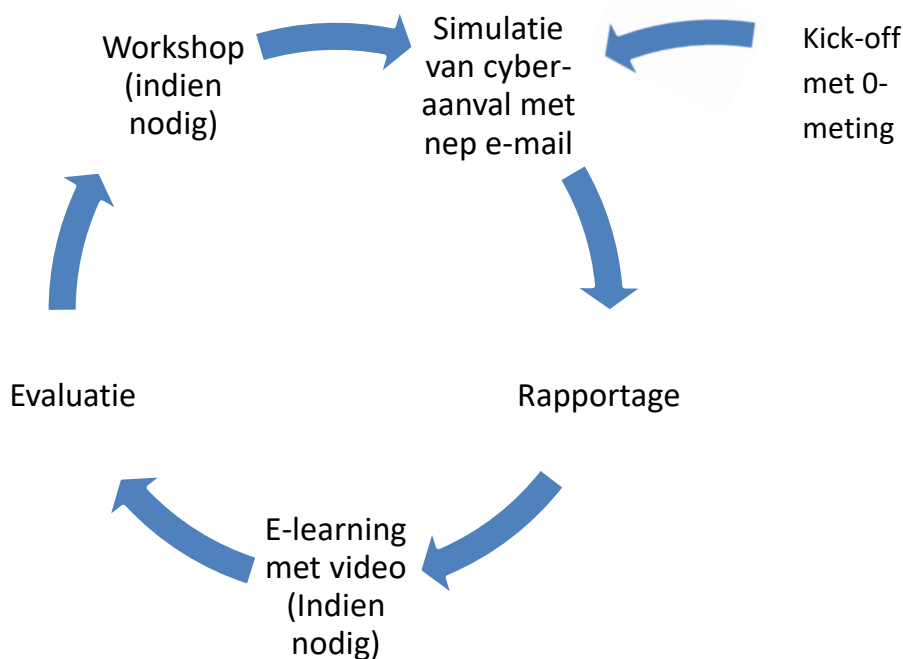 Workshop
(indien
nodig)
Simulatie
van cyber-
aanval met
nep e-mail
Kick-off
met 0-
meting
Evaluatie
Rapportage
E-learning
met video
(Indien
nodig)